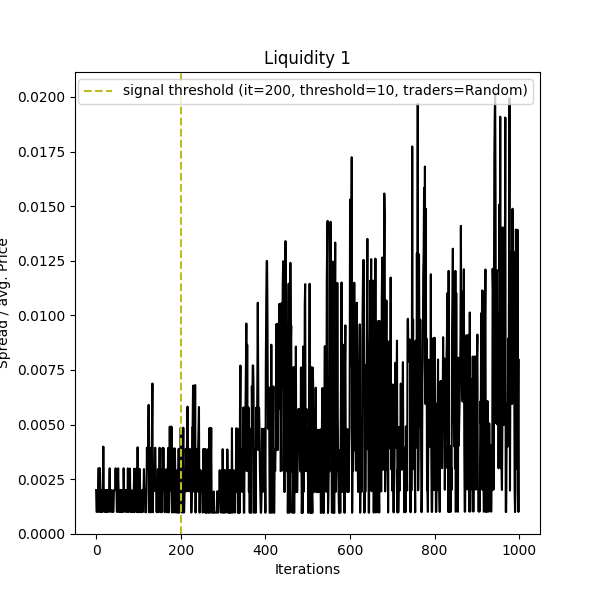 Liquidity 1
signal threshold (it=200, threshold=10, traders=Random)
0.0200
0.0175
0.0150
0.0125
0.0100
0.0075
0.0050
0.0025
0.0000
Spread / avg. Price
0 200 400 600 800 1000
Iterations